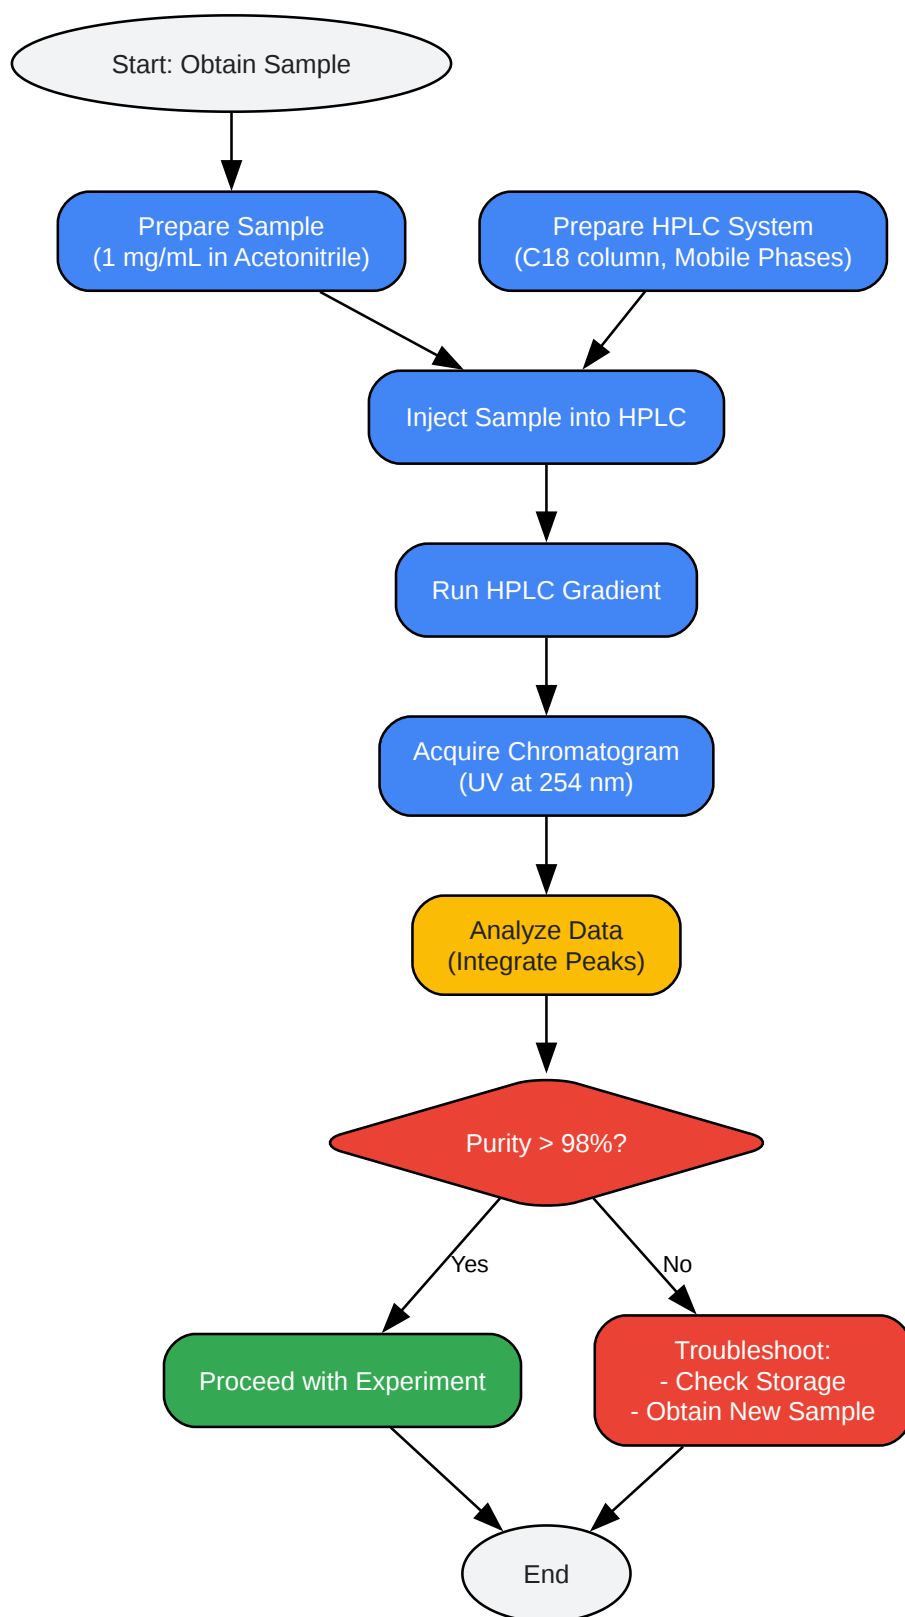 Start: Obtain Sample
Prepare Sample
(1 mg/mL in Acetonitrile)
Prepare HPLC System
(C18 column, Mobile Phases)
Inject Sample into HPLC
Run HPLC Gradient
Acquire Chromatogram
(UV at 254 nm)
Analyze Data
(Integrate Peaks)
Purity > 98%?
Yes
No
Proceed with Experiment
Troubleshoot:
- Check Storage
- Obtain New Sample
End